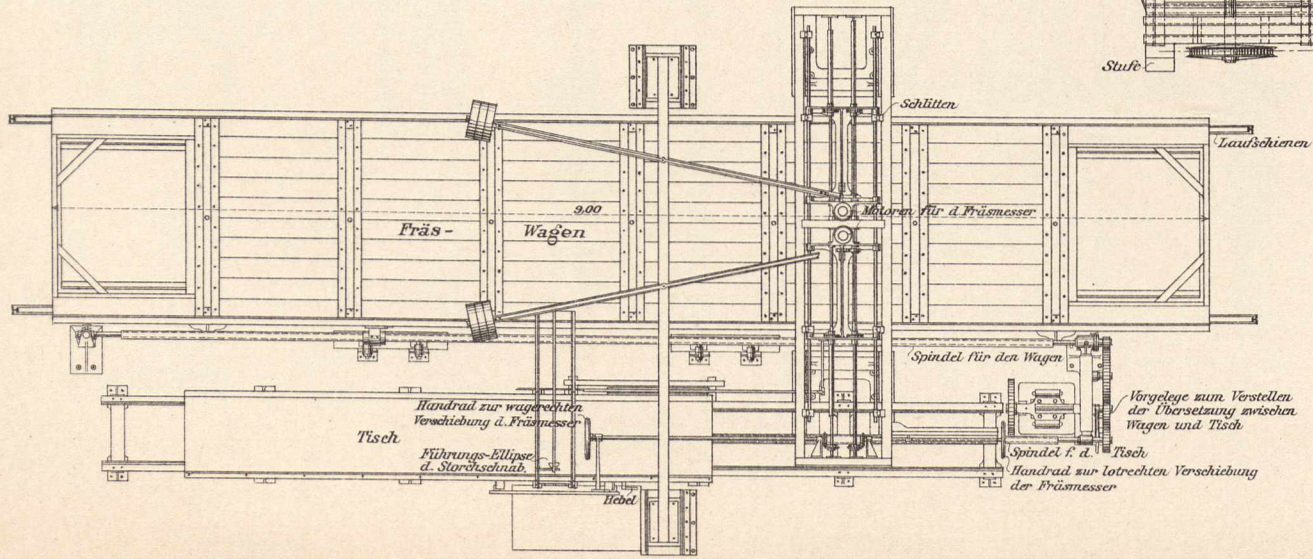 Stufe
Schlitten
Laufschienen
9,00
Motoren für d. Fräsmesser
Fräs-Wagen
Spindel für den Wagen
Handrad zur wagerechten
Verschiebung d. Fräsmesser
Vorgelege zum Verstellen
der Übersetzung zwischen
Wagen und Tisch
Tisch
Führungs-Ellipse
d. Storchschnab.
Spindel f. d. Tisch
Handrad zur lotrechten Verschiebung
der Fräsmesser
Hebel